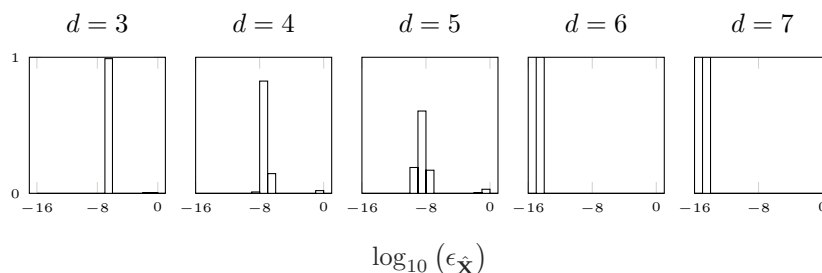 d = 3 d = 4 d = 5 d = 6 d = 7
1
0
−16 −8 0 −16 −8 0 −16 −8 0 −16 −8 0 −16 −8 0
log₁₀ (ϵ_x̂)